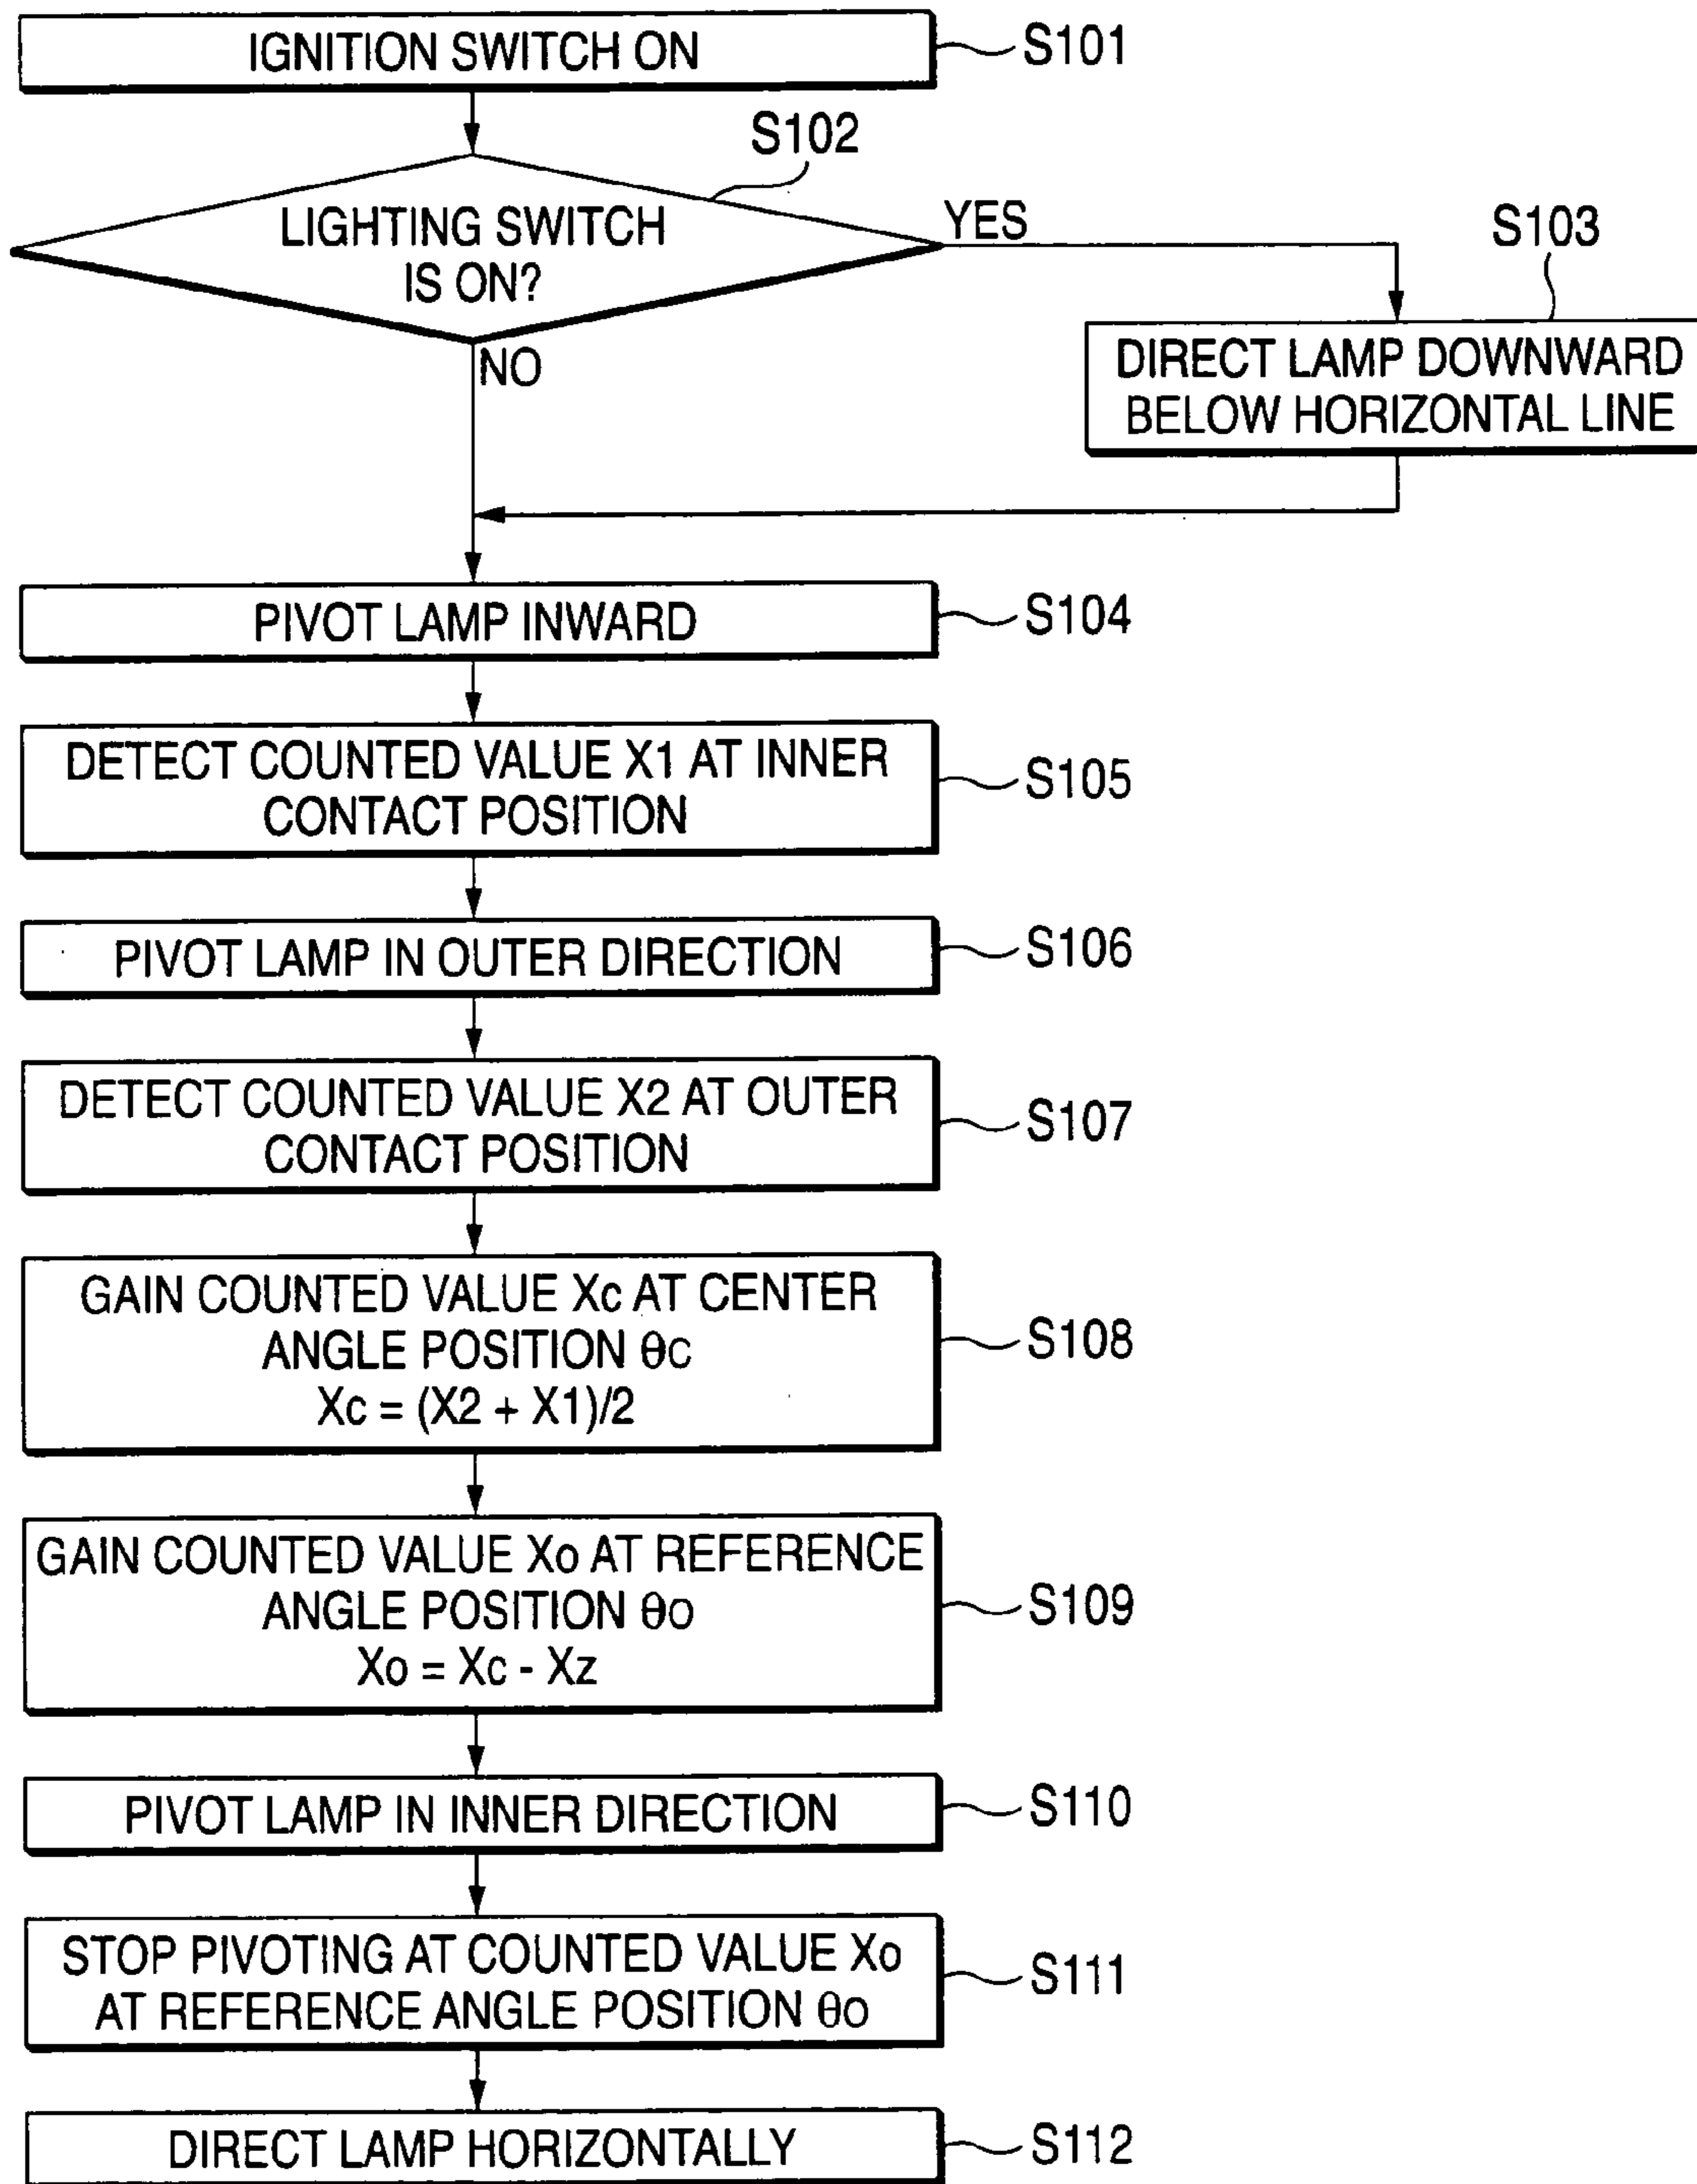 IGNITION SWITCH ON
S101
S102
LIGHTING SWITCH
IS ON?
YES
NO
S103
DIRECT LAMP DOWNWARD
BELOW HORIZONTAL LINE
PIVOT LAMP INWARD
S104
DETECT COUNTED VALUE X1 AT INNER
CONTACT POSITION
S105
PIVOT LAMP IN OUTER DIRECTION
S106
DETECT COUNTED VALUE X2 AT OUTER
CONTACT POSITION
S107
GAIN COUNTED VALUE Xc AT CENTER
ANGLE POSITION θc
Xc = (X2 + X1)/2
S108
GAIN COUNTED VALUE Xo AT REFERENCE
ANGLE POSITION θo
Xo = Xc - Xz
S109
PIVOT LAMP IN INNER DIRECTION
S110
STOP PIVOTING AT COUNTED VALUE Xo
AT REFERENCE ANGLE POSITION θo
S111
DIRECT LAMP HORIZONTALLY
S112